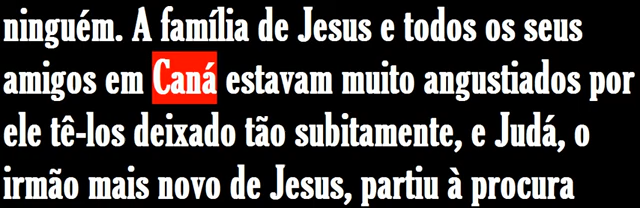 ninguém. A família de Jesus e todos os seus
amigos em Caná estavam muito angustiados por
ele tê-los deixado tão subitamente, e Judá, o
irmão mais novo de Jesus, partiu à procura